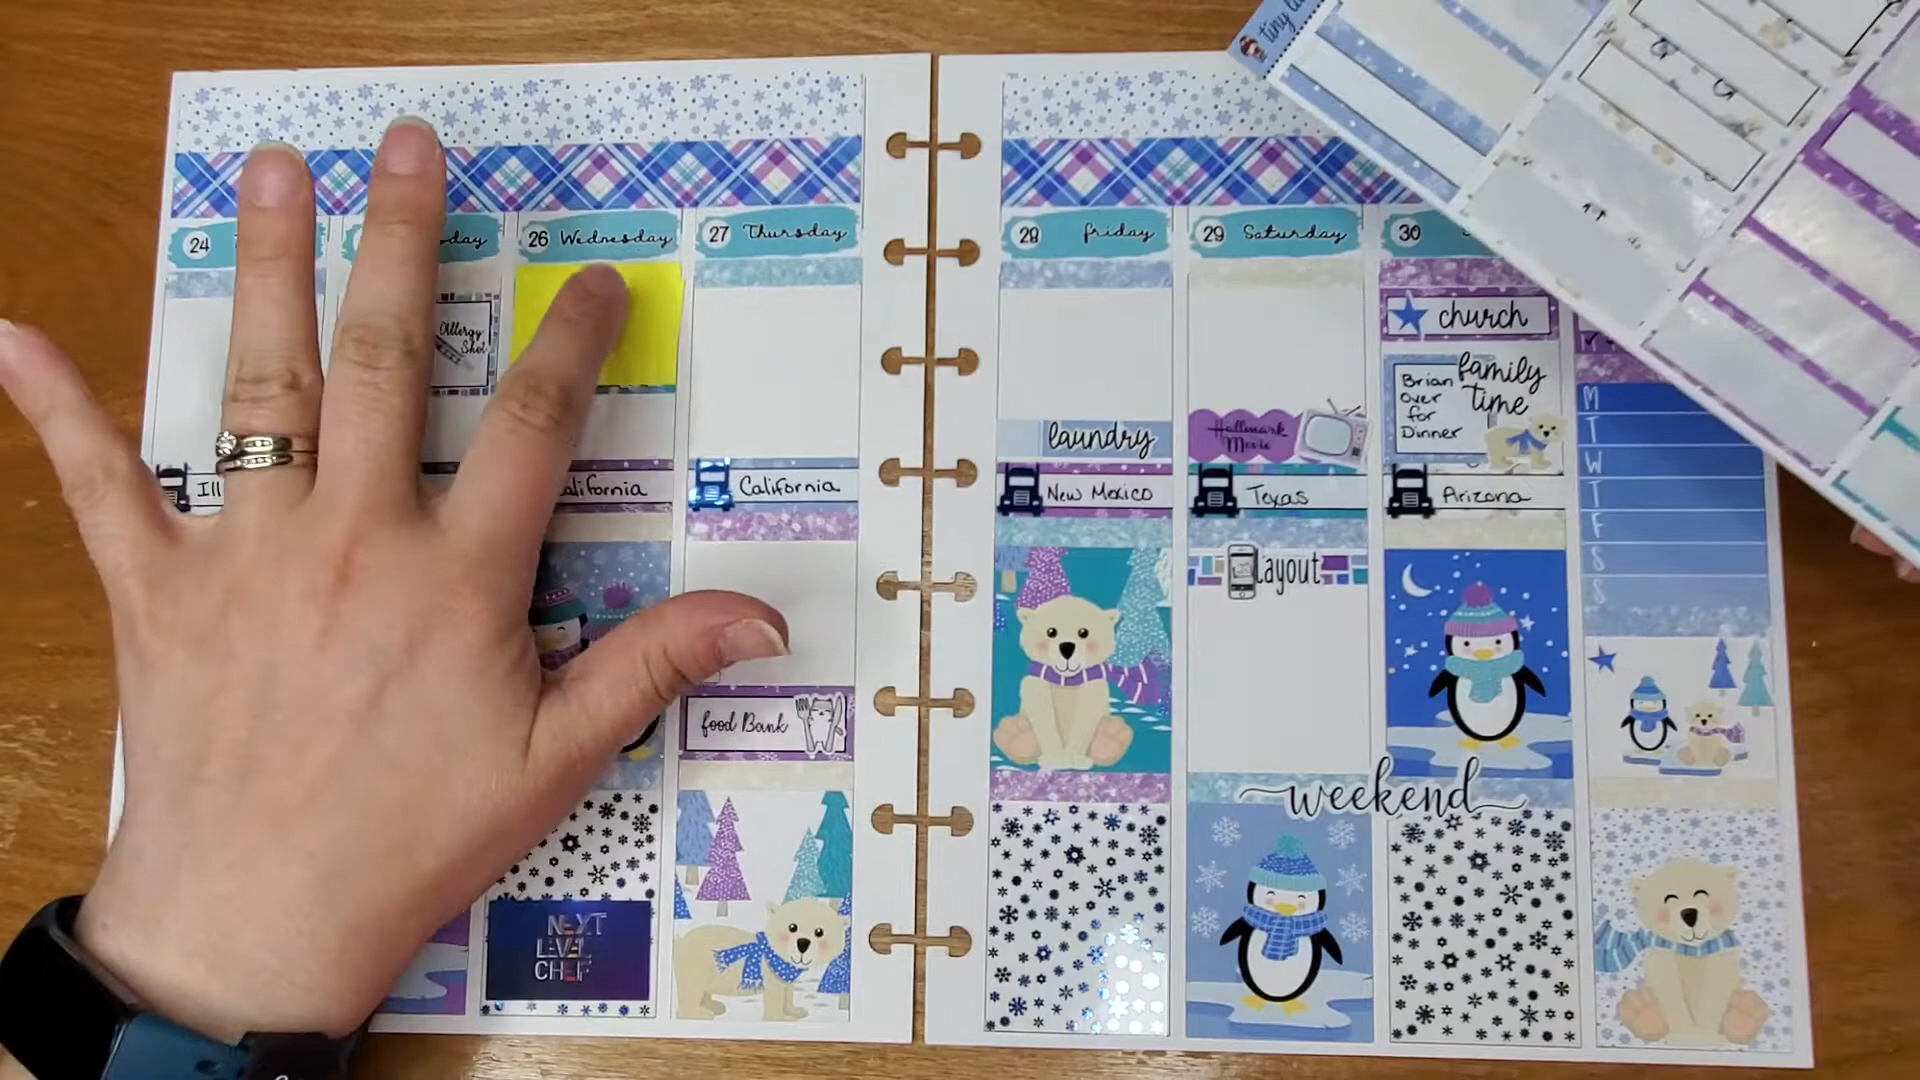 24
26 Wednesday
27 Thursday
28 friday
29 Saturday
30
Allergy
Shot
church
Brian
over
for
Dinner
family
time
laundry
Hallmark
Movie
Ill
California
New Mexico
Texas
Arizona
M
T
W
T
F
S
S
Layout
food Bank
weekend
NEXT
LEVEL
CHEF